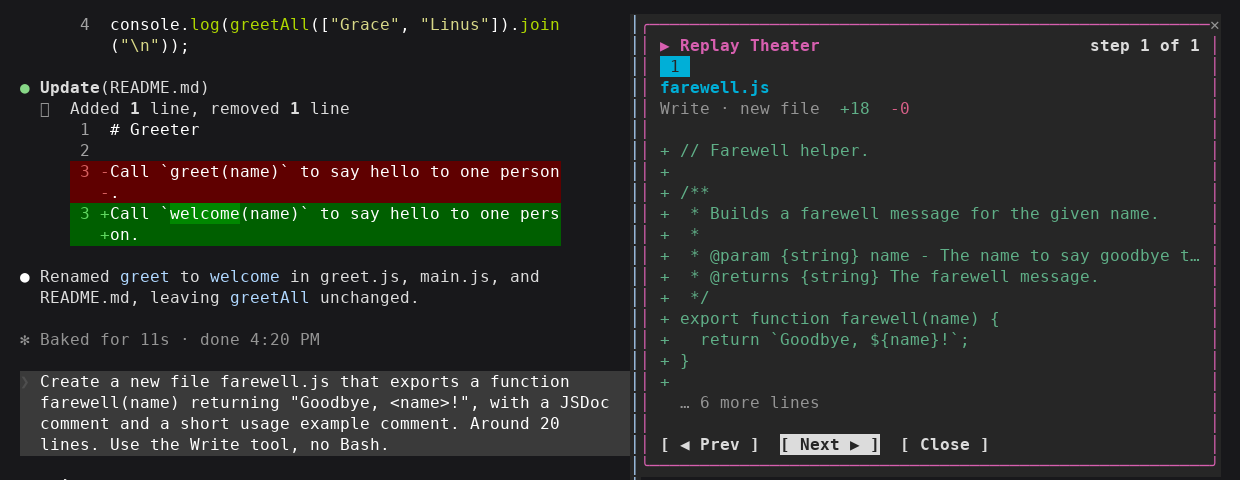 4  console.log(greetAll(["Grace", "Linus"]).join
("\n"));
● Update(README.md)
Added 1 line, removed 1 line
1  # Greeter
2
3 -Call `greet(name)` to say hello to one person
-.
3 +Call `welcome(name)` to say hello to one pers
+on.
● Renamed greet to welcome in greet.js, main.js, and
README.md, leaving greetAll unchanged.
✻ Baked for 11s · done 4:20 PM
❯ Create a new file farewell.js that exports a function
farewell(name) returning "Goodbye, <name>!", with a JSDoc
comment and a short usage example comment. Around 20
lines. Use the Write tool, no Bash.
×
▶ Replay Theater step 1 of 1
1
farewell.js
Write · new file  +18  -0
+ // Farewell helper.
+
+ /**
+  * Builds a farewell message for the given name.
+  *
+  * @param {string} name - The name to say goodbye t…
+  * @returns {string} The farewell message.
+  */
+ export function farewell(name) {
+   return `Goodbye, ${name}!`;
+ }
+
… 6 more lines
[ ◀ Prev ]  [ Next ▶ ]  [ Close ]